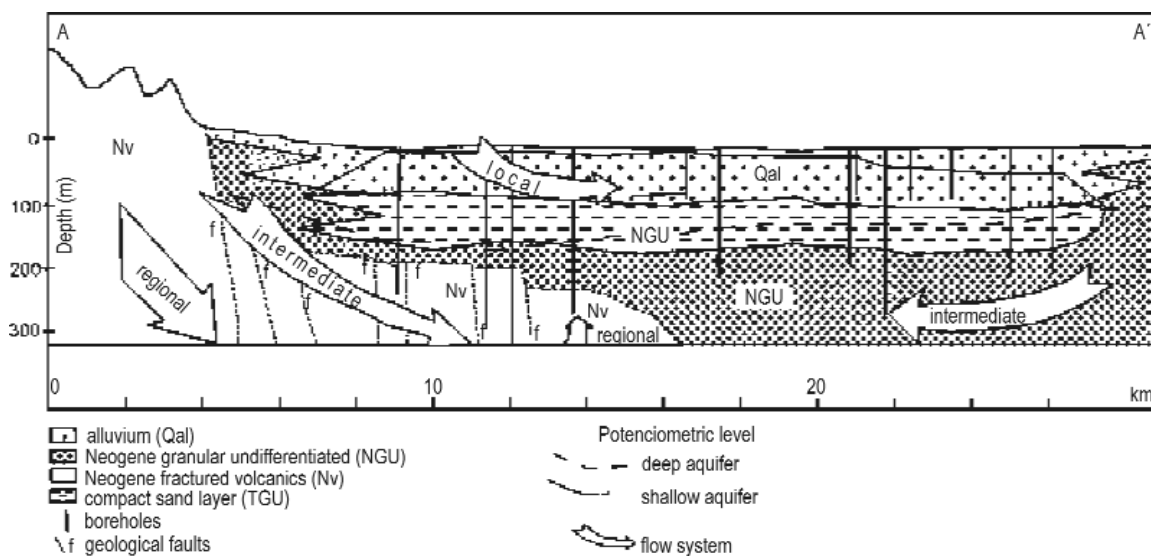 A A´
0
Nv
local
Qal
100
Depth (m)
f
NGU
intermediate
200
f
f
regional
Nv
NGU
f
Nv
intermediate
300
f
f
regional
0 10 20 km
alluvium (Qal)
Neogene granular undifferentiated (NGU)
Neogene fractured volcanics (Nv)
compact sand layer (TGU)
boreholes
f geological faults
Potenciometric level
deep aquifer
shallow aquifer
flow system